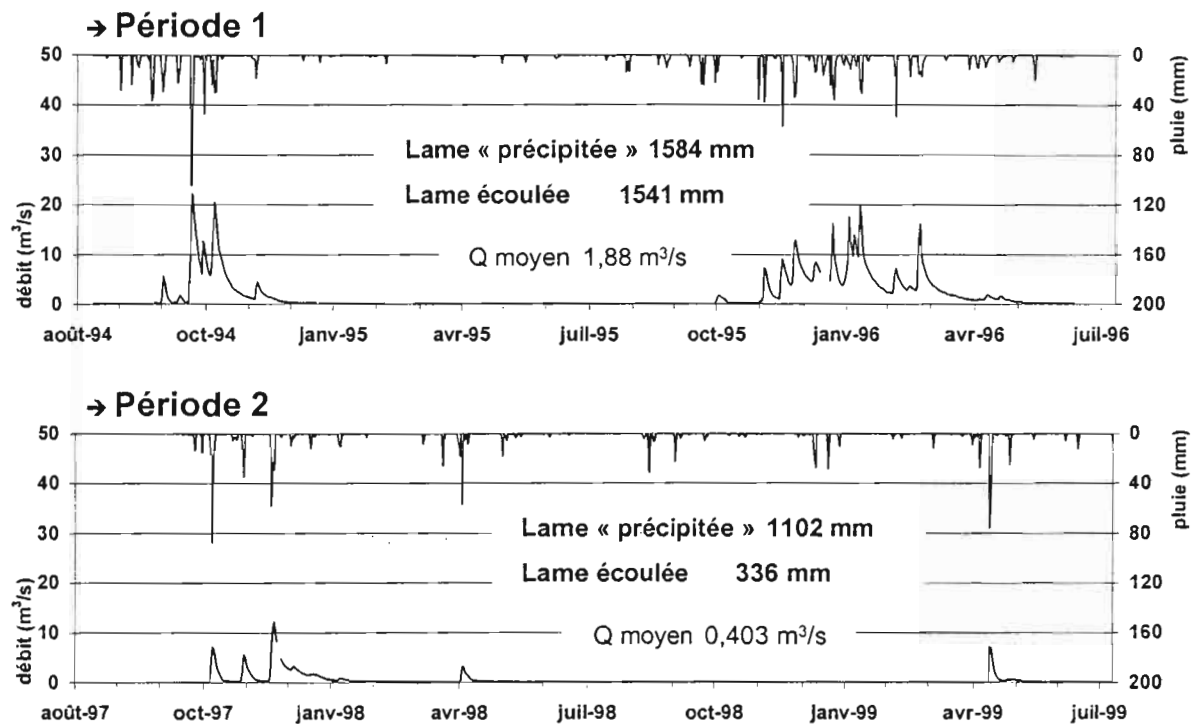 → Période 1
50 0
40 40
30 80
20 120
10 160
0 200
débit (m³/s)
pluie (mm)
Lame « précipitée » 1584 mm
Lame écoulée 1541 mm
Q moyen 1,88 m³/s
août-94 oct-94 janv-95 avr-95 juil-95 oct-95 janv-96 avr-96 juil-96
→ Période 2
50 0
40 40
30 80
20 120
10 160
0 200
débit (m³/s)
pluie (mm)
Lame « précipitée » 1102 mm
Lame écoulée 336 mm
Q moyen 0,403 m³/s
août-97 oct-97 janv-98 avr-98 juil-98 oct-98 janv-99 avr-99 juil-99